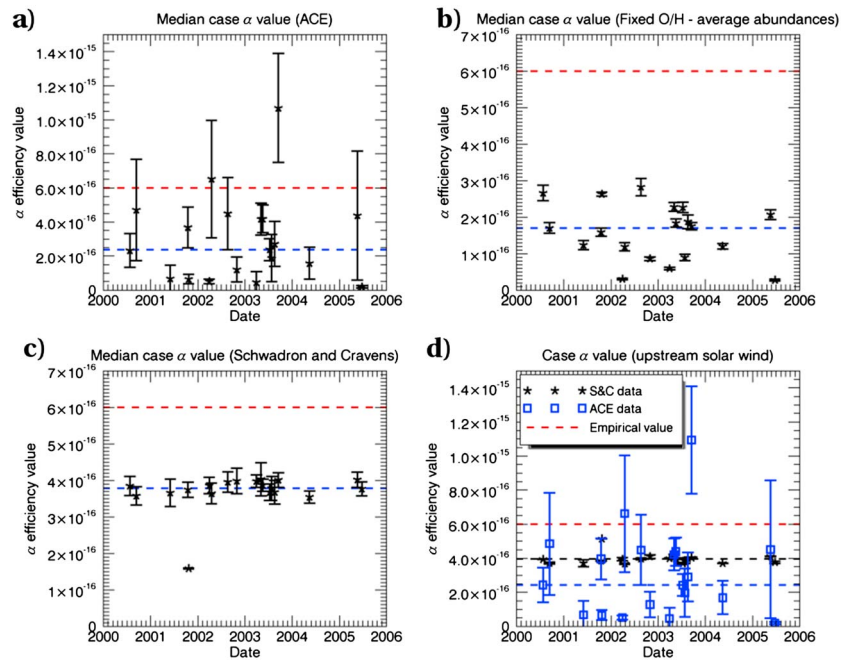 a) Median case α value (ACE)
1.4×10⁻¹⁵
1.2×10⁻¹⁵
1.0×10⁻¹⁵
8.0×10⁻¹⁶
6.0×10⁻¹⁶
4.0×10⁻¹⁶
2.0×10⁻¹⁶
0
α efficiency value
2000 2001 2002 2003 2004 2005 2006
Date
b) Median case α value (Fixed O/H - average abundances)
7×10⁻¹⁶
6×10⁻¹⁶
5×10⁻¹⁶
4×10⁻¹⁶
3×10⁻¹⁶
2×10⁻¹⁶
1×10⁻¹⁶
0
α efficiency value
2000 2001 2002 2003 2004 2005 2006
Date
c) Median case α value (Schwadron and Cravens)
7×10⁻¹⁶
6×10⁻¹⁶
5×10⁻¹⁶
4×10⁻¹⁶
3×10⁻¹⁶
2×10⁻¹⁶
1×10⁻¹⁶
0
α efficiency value
2000 2001 2002 2003 2004 2005 2006
Date
d) Case α value (upstream solar wind)
S&C data
ACE data
Empirical value
1.4×10⁻¹⁵
1.2×10⁻¹⁵
1.0×10⁻¹⁵
8.0×10⁻¹⁶
6.0×10⁻¹⁶
4.0×10⁻¹⁶
2.0×10⁻¹⁶
0
α efficiency value
2000 2001 2002 2003 2004 2005 2006
Date